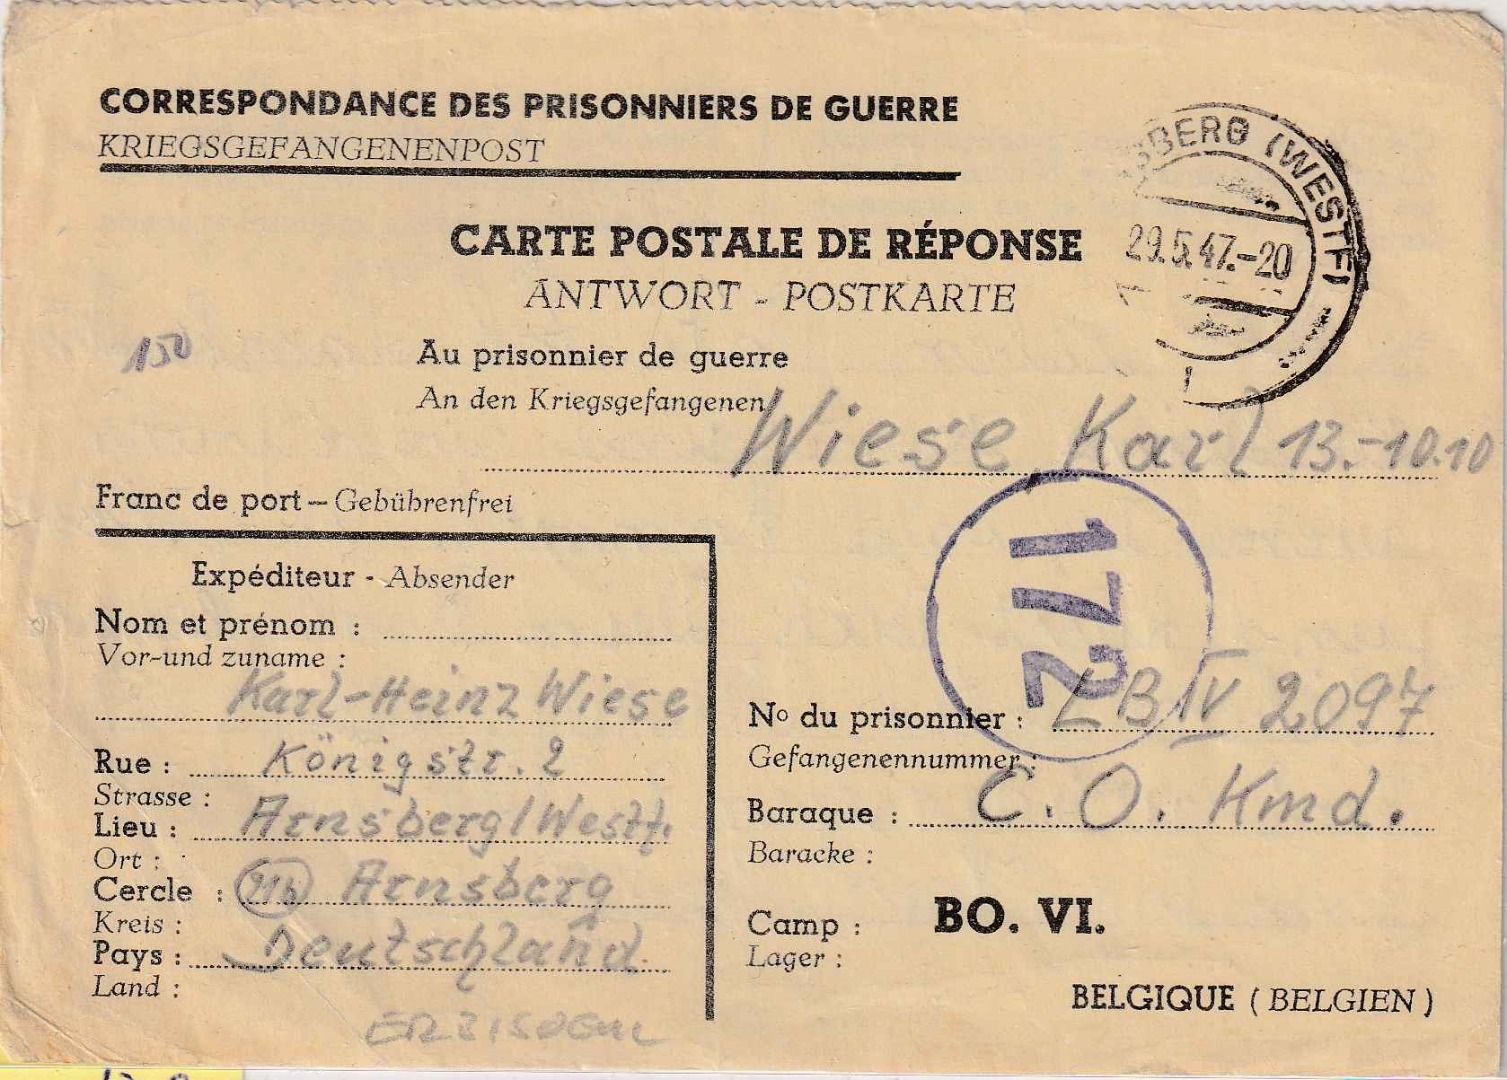 CORRESPONDANCE DES PRISONNIERS DE GUERRE
KRIEGSGEFANGENENPOST
SBERG (WESTF)
29.5.47.-20
CARTE POSTALE DE RÉPONSE
ANTWORT - POSTKARTE
150
Au prisonnier de guerre
An den Kriegsgefangenen
Wiese, Karl 13.-10.10
Franc de port – Gebührenfrei
172
Expéditeur - Absender
Nom et prénom :
Vor-und zuname :
Karl-Heinz Wiese
Rue : Königstr. 2
Strasse :
Lieu : Arnsberg/Westf.
Ort :
Cercle : (21b) Arnsberg
Kreis :
Pays : Deutschland.
Land :
No du prisonnier : LB IV 2097
Gefangenennummer :
Baraque : C. O. Kmd.
Baracke :
Camp : BO. VI.
Lager :
BELGIQUE ( BELGIEN )